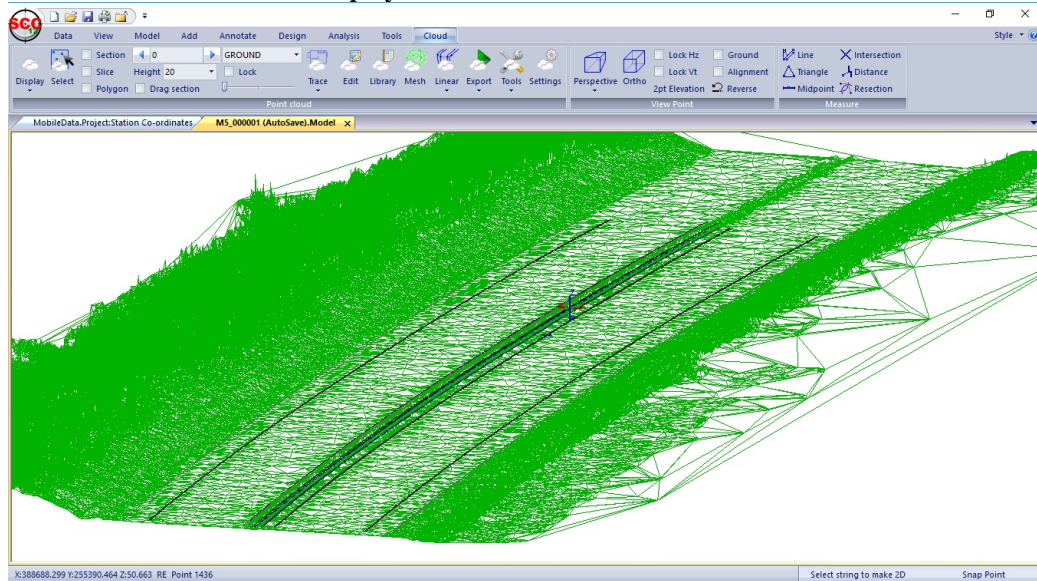 play
SCC
Data View Model Add Annotate Design Analysis Tools Cloud Style
Section 0 GROUND Lock Hz Ground Line Intersection
Slice Height 20 Lock Lock Vt Alignment Triangle Distance
Display Select Polygon Drag section Trace Edit Library Mesh Linear Export Tools Settings Perspective Ortho 2pt Elevation Reverse Midpoint Resection
Point cloud View Point Measure
MobileData.Project:Station Co-ordinates M5_000001 (AutoSave).Model x
X:388688.299 Y:255390.464 Z:50.663 RE Point 1436 Select string to make 2D Snap Point